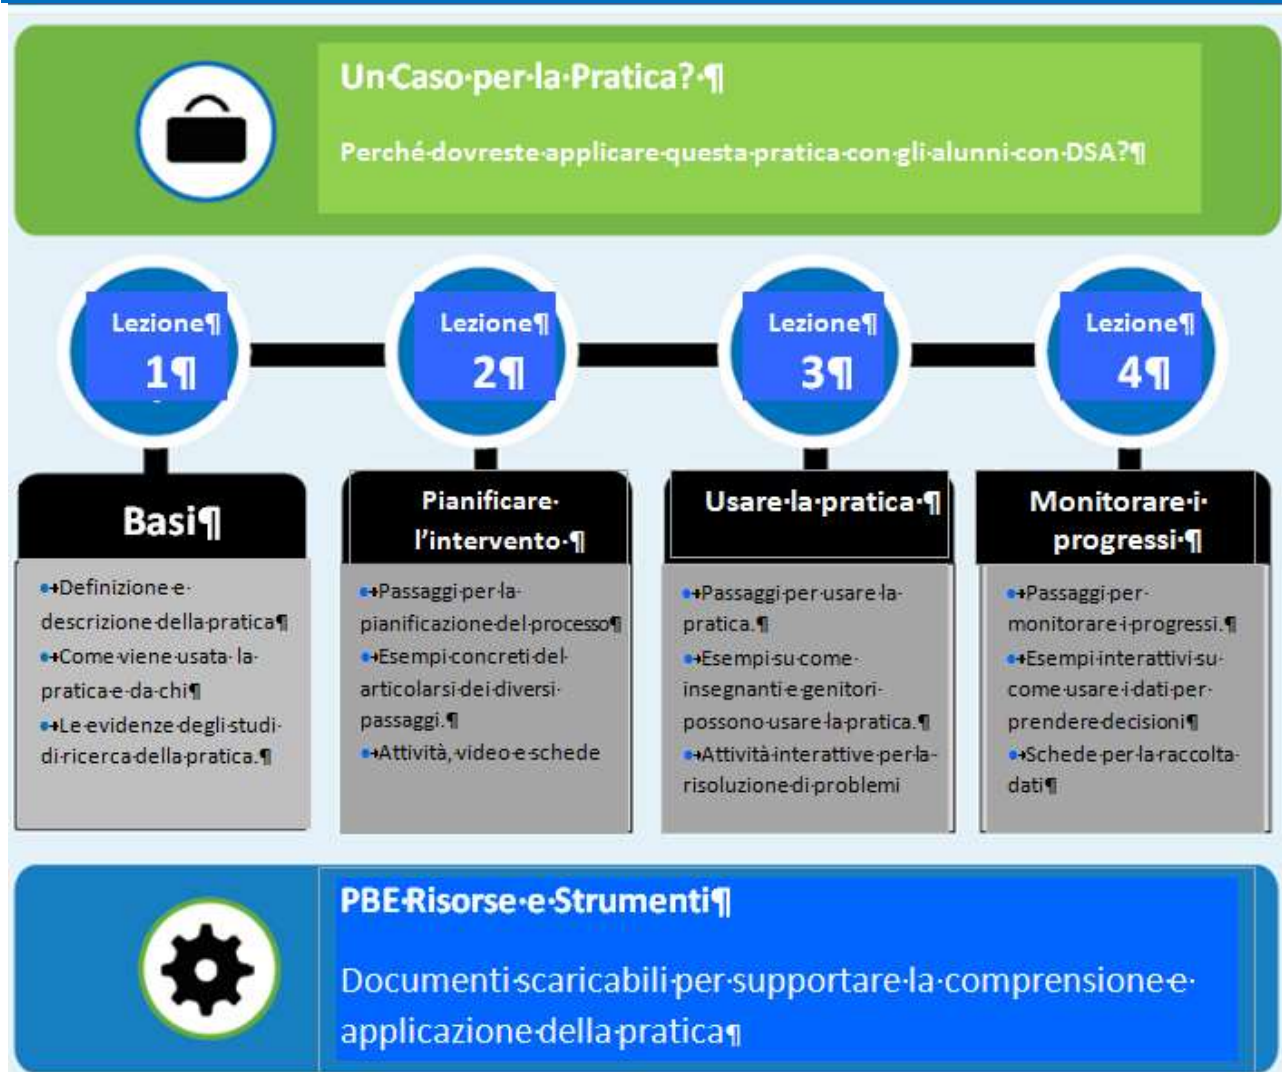 Un Caso per la Pratica?
Perché dovreste applicare questa pratica con gli alunni con DSA?
Lezione
1
Lezione
2
Lezione
3
Lezione
4
Basi
Definizione e
descrizione della pratica
Come viene usata la
pratica e da chi
Le evidenze degli studi
di ricerca della pratica.
Pianificare
l’intervento
Passaggi per la
pianificazione del processo
Esempi concreti del
articolarsi dei diversi
passaggi.
Attività, video e schede
Usare la pratica
Passaggi per usare la
pratica.
Esempi su come
insegnanti e genitori
possono usare la pratica.
Attività interattive per la
risoluzione di problemi
Monitorare i
progressi
Passaggi per
monitorare i progressi.
Esempi interattivi su
come usare i dati per
prendere decisioni
Schede per la raccolta
dati
PBE Risorse e Strumenti
Documenti scaricabili per supportare la comprensione e
applicazione della pratica